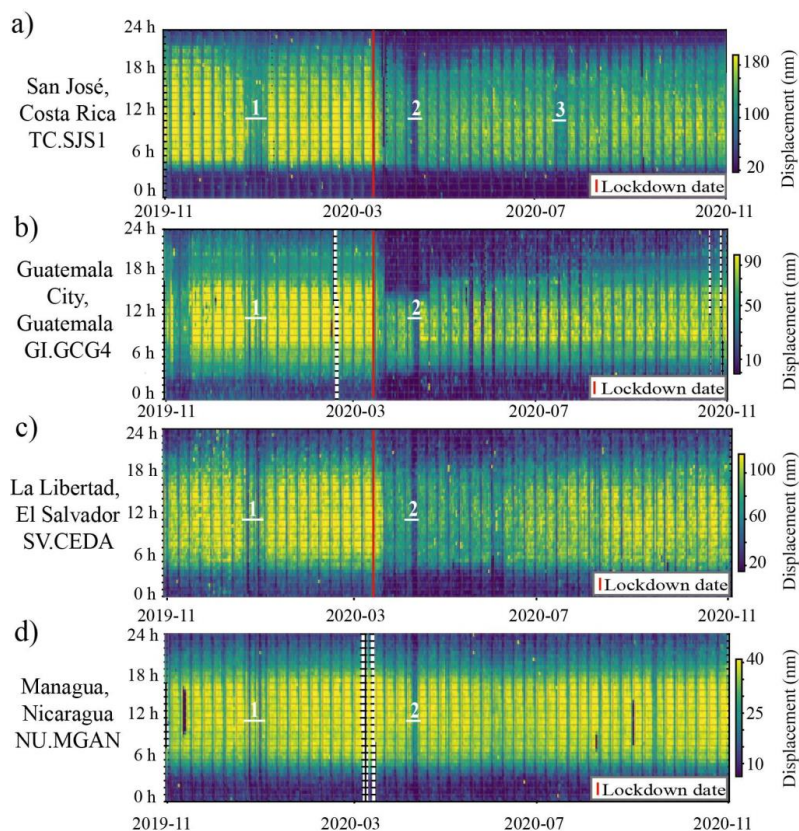 a)
San José,
Costa Rica
TC.SJS1
24 h
18 h
12 h
6 h
0 h
1
2
3
Lockdown date
2019-11
2020-03
2020-07
2020-11
180
100
20
Displacement (nm)
b)
Guatemala
City,
Guatemala
GI.GCG4
24 h
18 h
12 h
6 h
0 h
1
2
Lockdown date
2019-11
2020-03
2020-07
2020-11
90
50
10
Displacement (nm)
c)
La Libertad,
El Salvador
SV.CEDA
24 h
18 h
12 h
6 h
0 h
1
2
Lockdown date
2019-11
2020-03
2020-07
2020-11
100
60
20
Displacement (nm)
d)
Managua,
Nicaragua
NU.MGAN
24 h
18 h
12 h
6 h
0 h
1
2
Lockdown date
2019-11
2020-03
2020-07
2020-11
40
25
10
Displacement (nm)